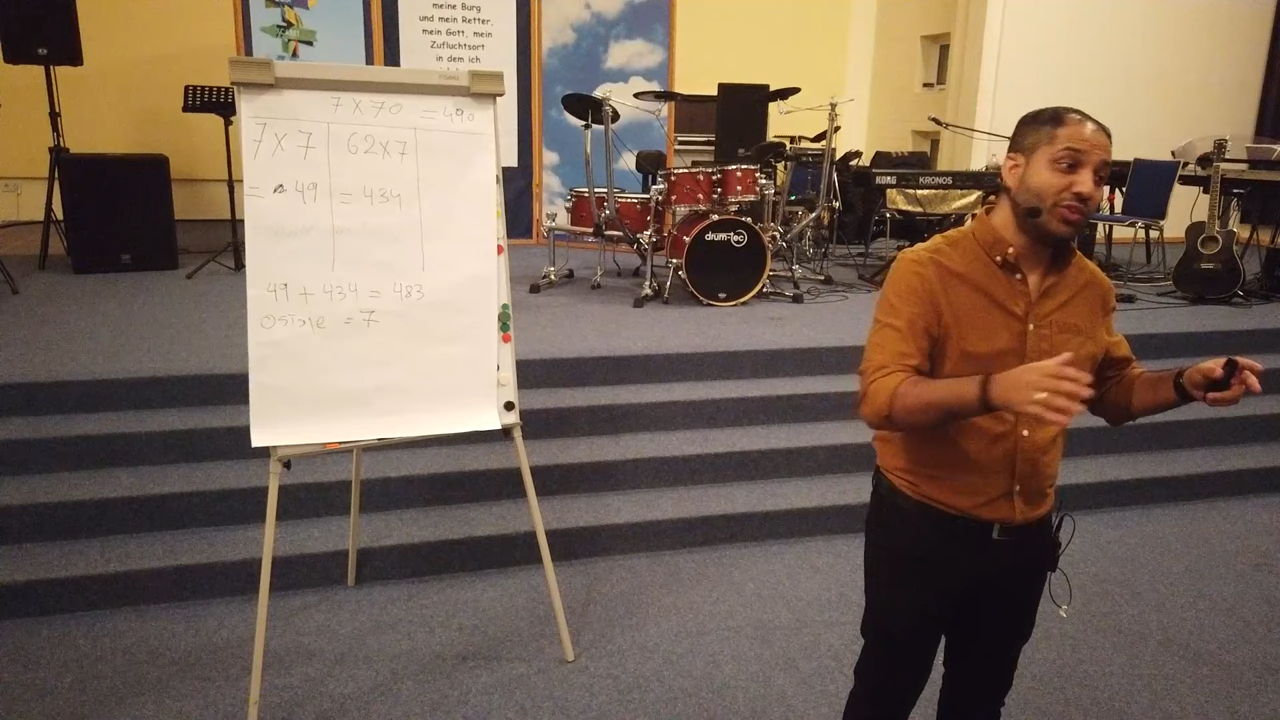 meine Burg
und mein Retter,
mein Gott, mein
Zufluchtsort
in dem ich
7 X 70 = 490
7 X 7 62 X 7
= 49 = 434
49 + 434 = 483
ostale = 7
drum-tec
KORG KRONOS